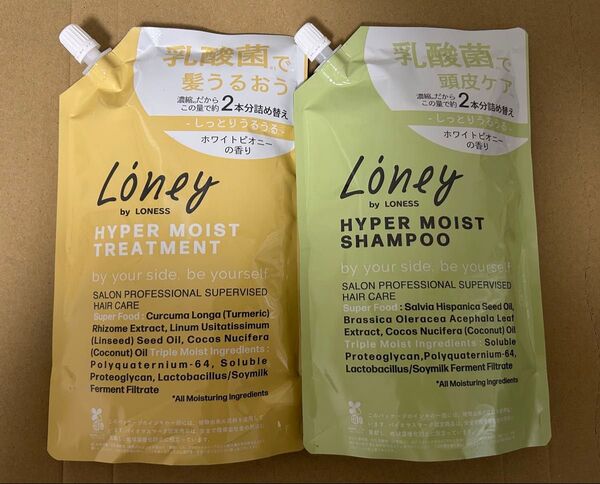 乳酸菌で
髪うるおう
濃縮だから
この量で約2本分詰め替え
-しっとりうるうる-
ホワイトピオニー
の香り
Lóney
by LONESS
HYPER MOIST
TREATMENT
by your side, be yourself
SALON PROFESSIONAL SUPERVISED
HAIR CARE
Super Food : Curcuma Longa (Turmeric)
Rhizome Extract, Linum Usitatissimum
(Linseed) Seed Oil, Cocos Nucifera
(Coconut) Oil Triple Moist Ingredients :
Polyquaternium-64, Soluble
Proteoglycan, Lactobacillus/Soymilk
Ferment Filtrate
*All Moisturing Ingredients
乳酸菌で
頭皮ケア
濃縮だから
この量で約2本分詰め替え
-しっとりうるうる-
ホワイトピオニー
の香り
Lóney
by LONESS
HYPER MOIST
SHAMPOO
by your side, be yourself
SALON PROFESSIONAL SUPERVISED
HAIR CARE
Super Food : Salvia Hispanica Seed Oil,
Brassica Oleracea Acephala Leaf
Extract, Cocos Nucifera (Coconut) Oil
Triple Moist Ingredients : Soluble
Proteoglycan,Polyquaternium-64,
Lactobacillus/Soymilk Ferment Filtrate
*All Moisturing Ingredients